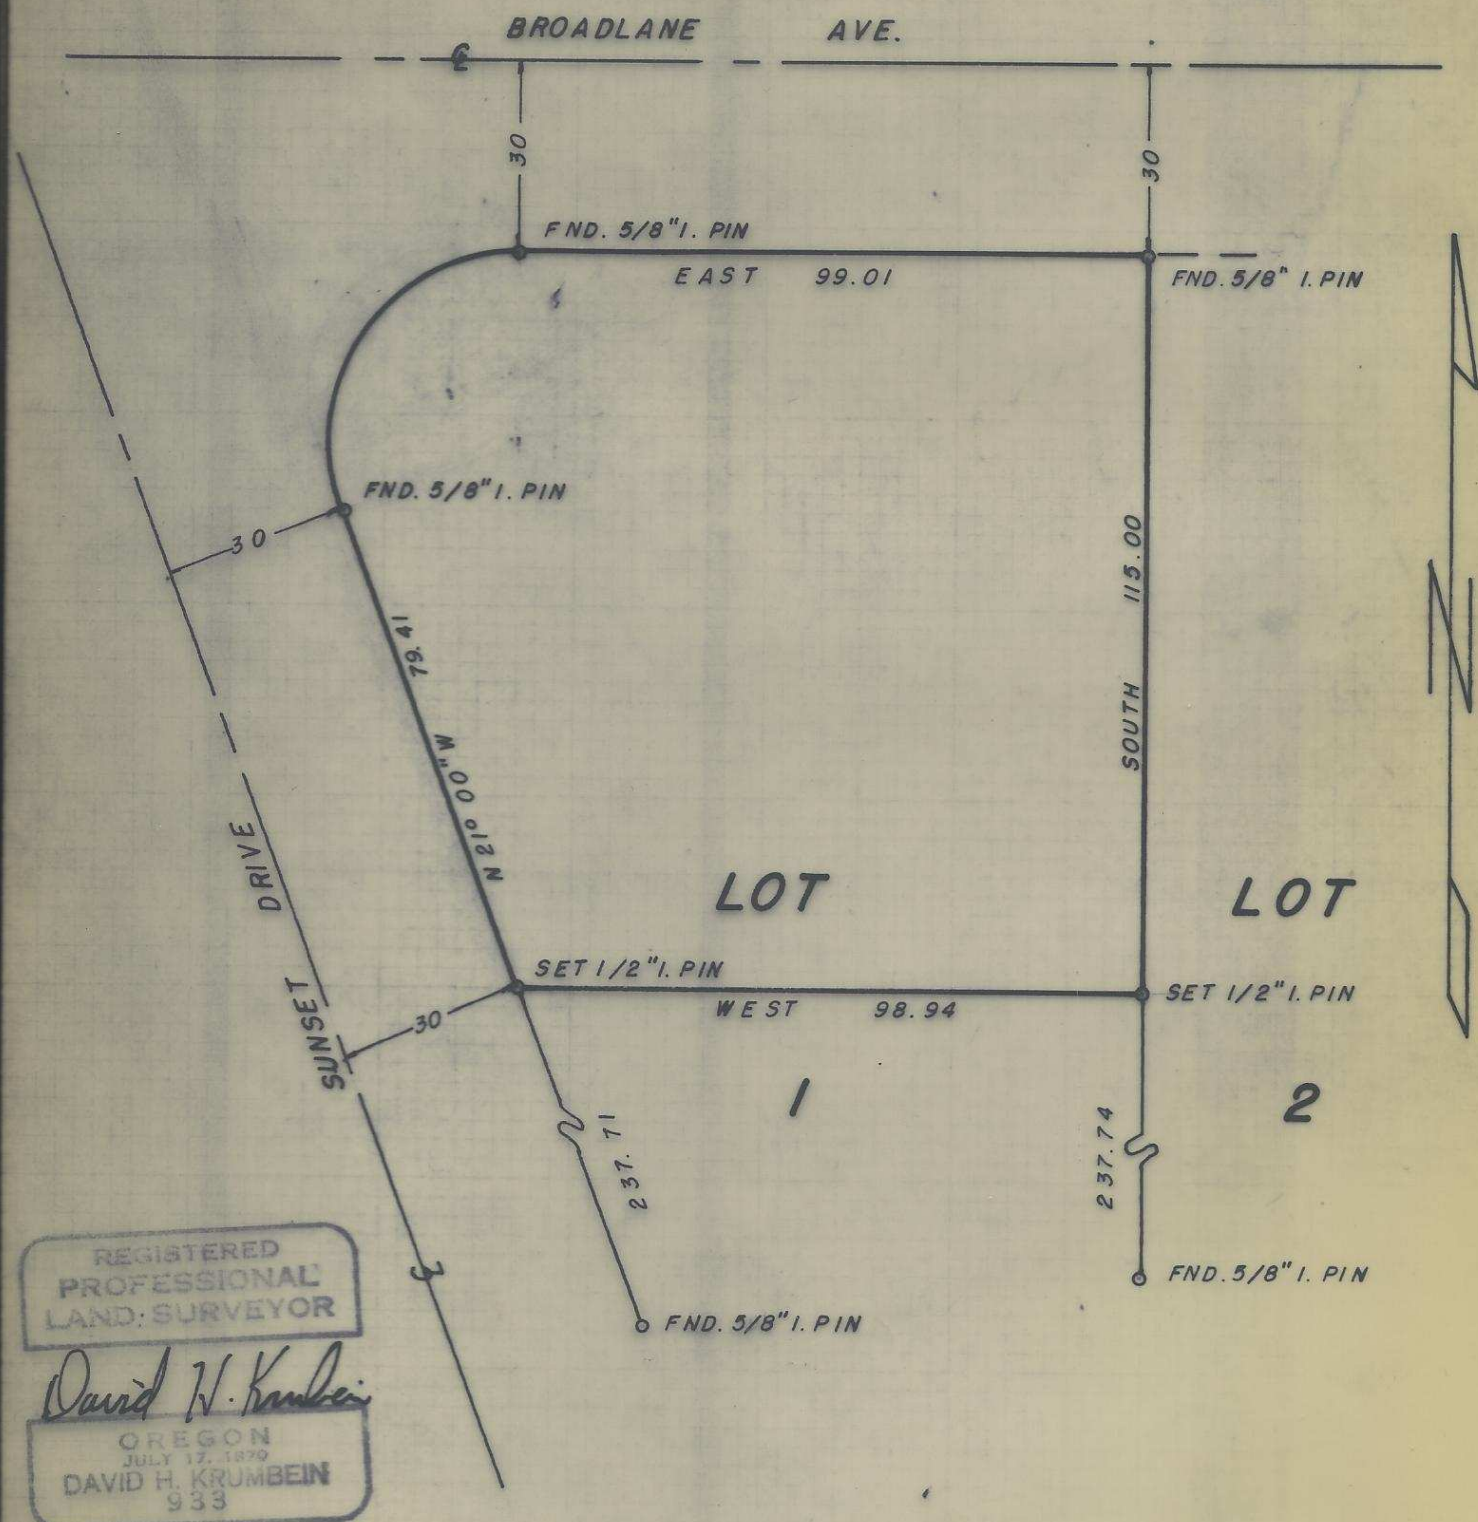 BROADLANE AVE.
℄
30
30
FND. 5/8" I. PIN
EAST 99.01
FND. 5/8" I. PIN
FND. 5/8" I. PIN
30
79.41
N 21° 00" W
SOUTH 115.00
N
SUNSET DRIVE
LOT
LOT
SET 1/2" I. PIN
WEST 98.94
SET 1/2" I. PIN
30
1
2
237.71
237.74
FND. 5/8" I. PIN
FND. 5/8" I. PIN
REGISTERED
PROFESSIONAL
LAND SURVEYOR
David H. Krumbein
OREGON
JULY 17, 1970
DAVID H. KRUMBEIN
933